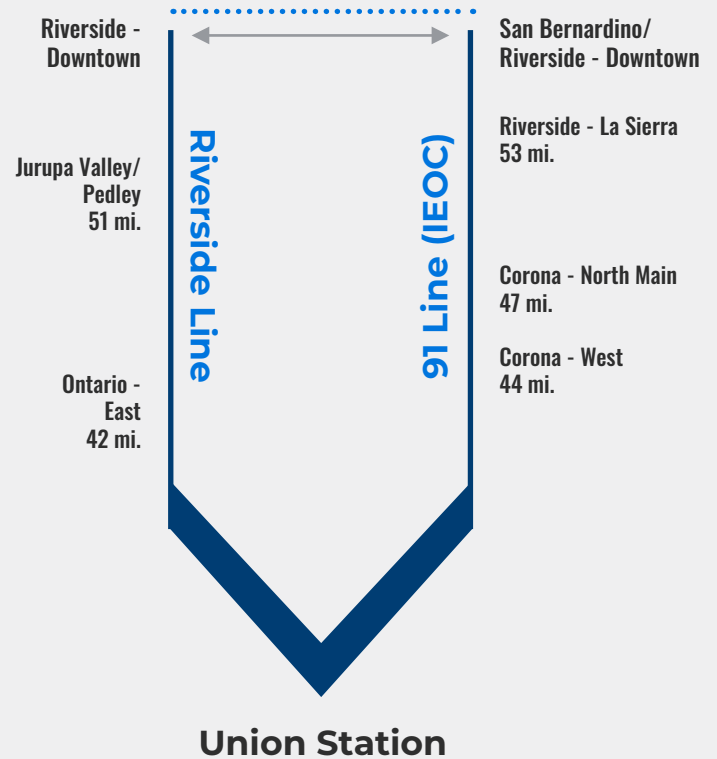 Riverside -
Downtown
Jurupa Valley/
Pedley
51 mi.
Ontario -
East
42 mi.
Riverside Line
91 Line (IEOC)
San Bernardino/
Riverside - Downtown
Riverside - La Sierra
53 mi.
Corona - North Main
47 mi.
Corona - West
44 mi.
Union Station